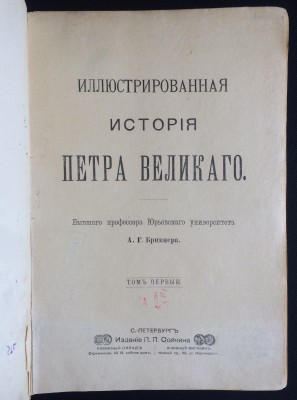 ИЛЛЮСТРИРОВАННАЯ
ИСТОРІЯ
ПЕТРА ВЕЛИКАГО.
Бывшаго профессора Юрьевскаго университета
А. Г. Брикнера.
ТОМЪ ПЕРВЫЙ
С.-ПЕТЕРБУРГЪ
Изданіе П. П. Сойкина